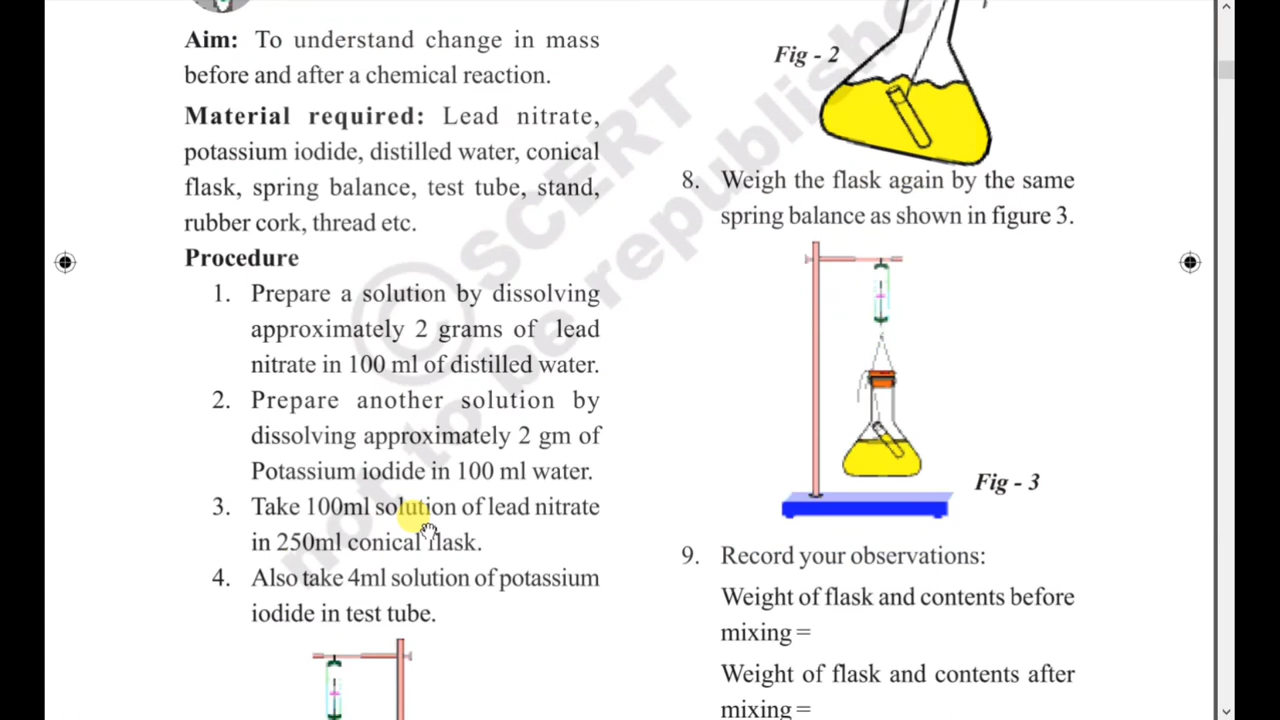 Aim: To understand change in mass
before and after a chemical reaction.
Material required: Lead nitrate,
potassium iodide, distilled water, conical
flask, spring balance, test tube, stand,
rubber cork, thread etc.
Procedure
1. Prepare a solution by dissolving
approximately 2 grams of lead
nitrate in 100 ml of distilled water.
2. Prepare another solution by
dissolving approximately 2 gm of
Potassium iodide in 100 ml water.
3. Take 100ml solution of lead nitrate
in 250ml conical flask.
4. Also take 4ml solution of potassium
iodide in test tube.
Fig - 2
8. Weigh the flask again by the same
spring balance as shown in figure 3.
Fig - 3
9. Record your observations:
Weight of flask and contents before
mixing =
Weight of flask and contents after
mixing =
©SCERT
not to be republishe